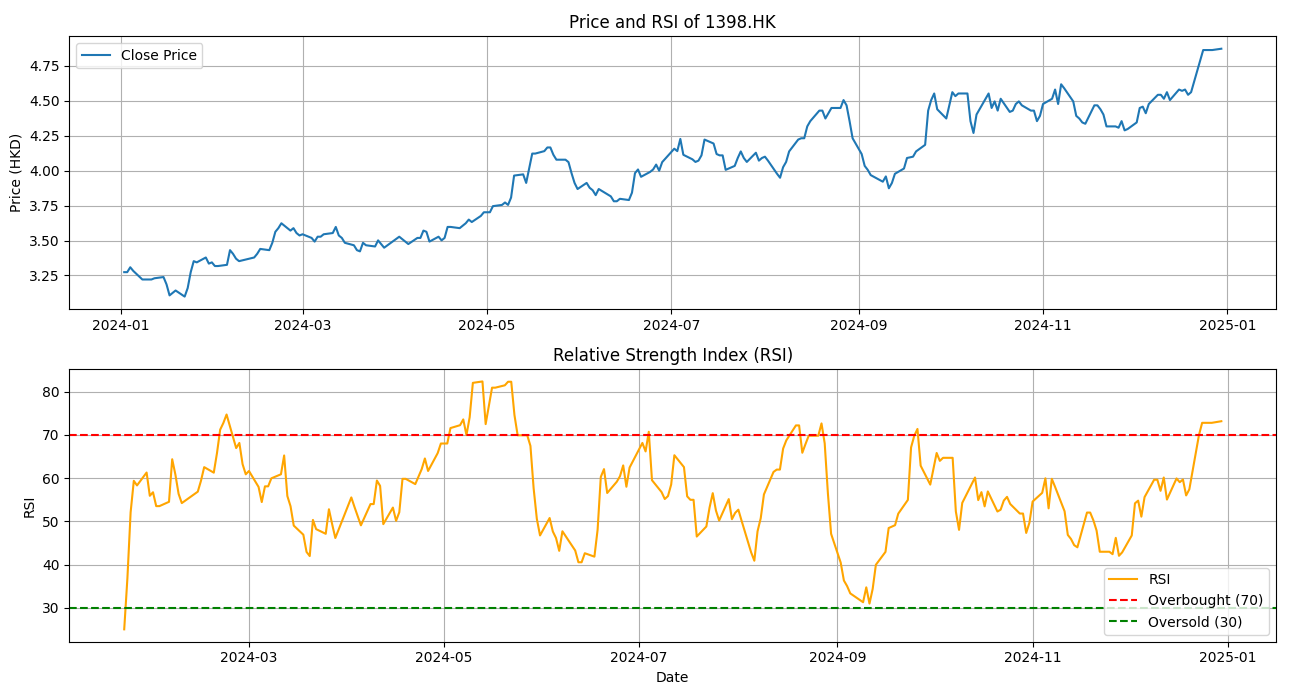 Price and RSI of 1398.HK
Close Price
Price (HKD)
4.75
4.50
4.25
4.00
3.75
3.50
3.25
2024-01 2024-03 2024-05 2024-07 2024-09 2024-11 2025-01
Relative Strength Index (RSI)
RSI
80
70
60
50
40
30
RSI
Overbought (70)
Oversold (30)
2024-03 2024-05 2024-07 2024-09 2024-11 2025-01
Date